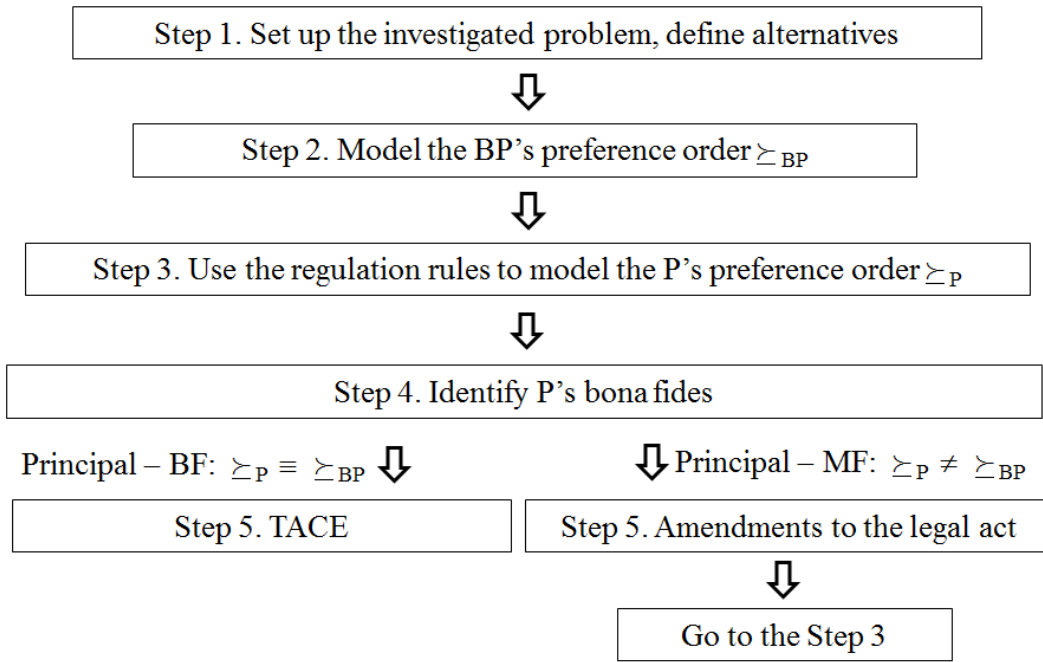 Step 1. Set up the investigated problem, define alternatives
Step 2. Model the BP’s preference order ⪰BP
Step 3. Use the regulation rules to model the P’s preference order ⪰P
Step 4. Identify P’s bona fides
Principal – BF: ⪰P ≡ ⪰BP
Principal – MF: ⪰P ≠ ⪰BP
Step 5. TACE
Step 5. Amendments to the legal act
Go to the Step 3